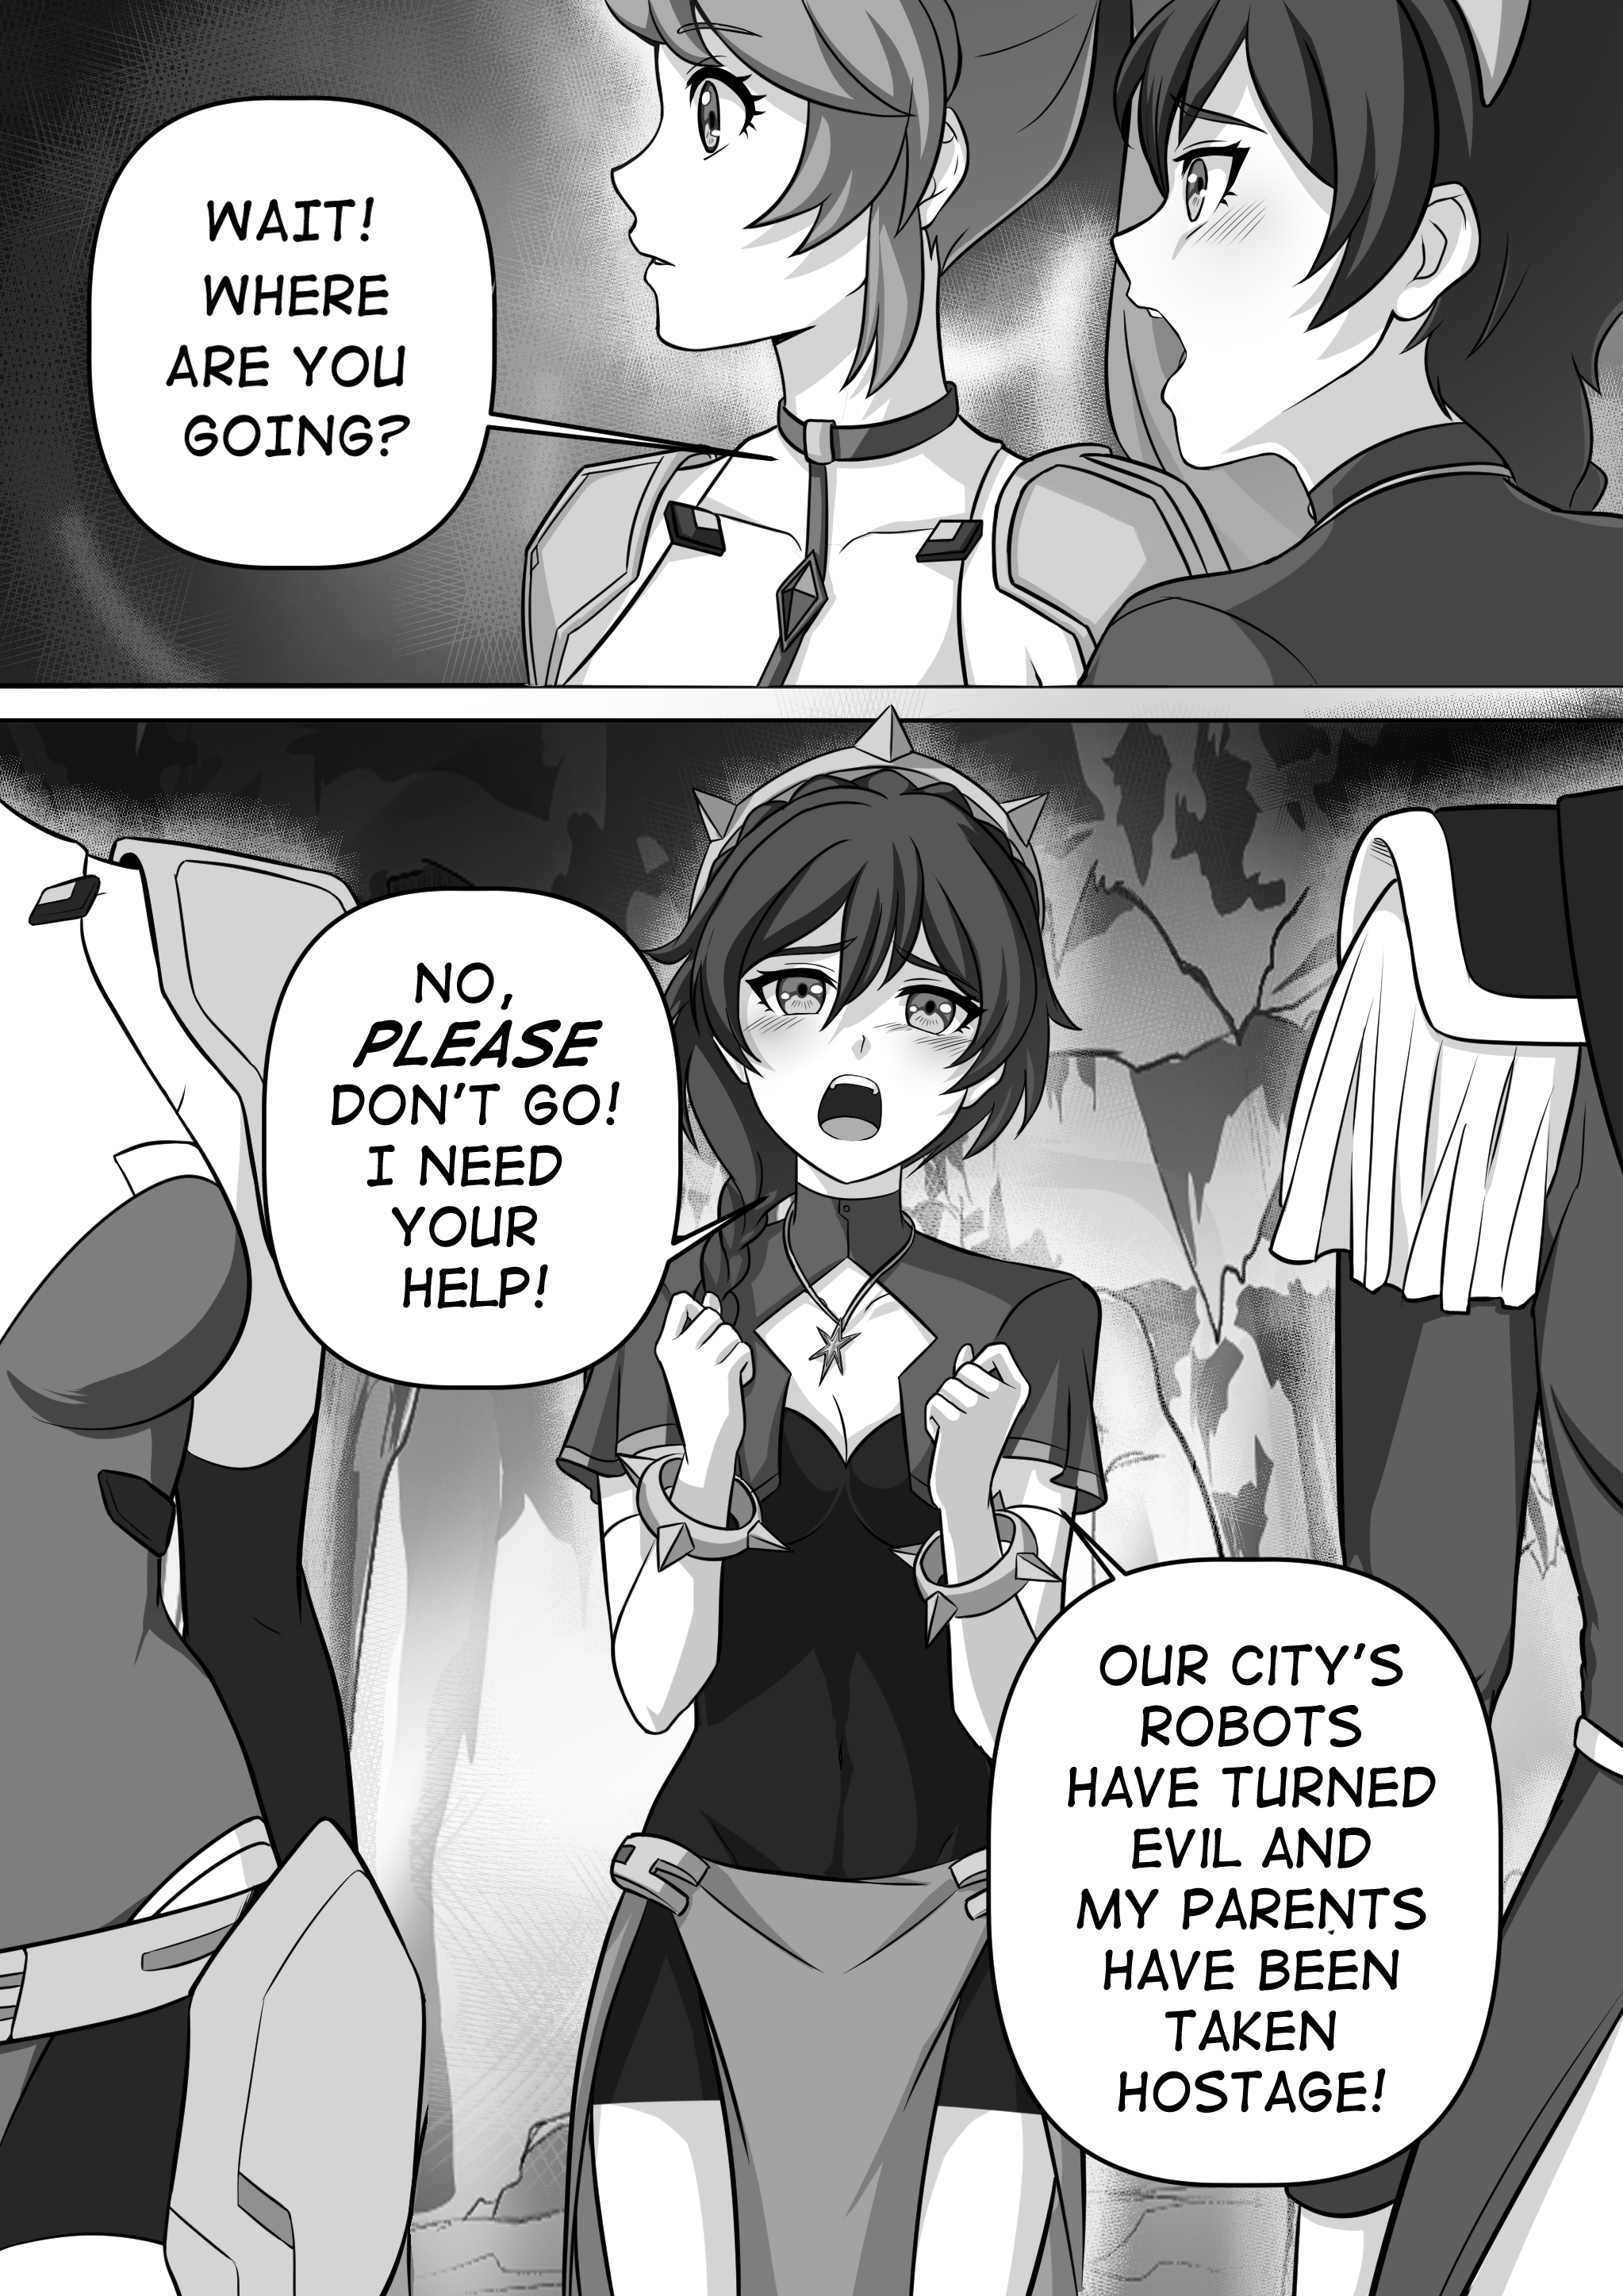 WAIT!
WHERE
ARE YOU
GOING?
NO,
PLEASE
DON'T GO!
I NEED
YOUR
HELP!
OUR CITY'S
ROBOTS
HAVE TURNED
EVIL AND
MY PARENTS
HAVE BEEN
TAKEN
HOSTAGE!